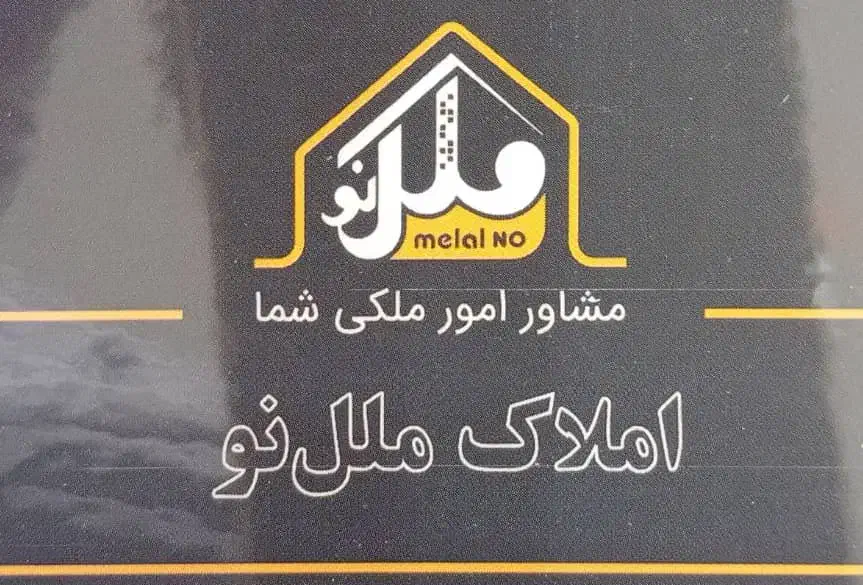 ملل نو
melal NO
مشاور امور ملکی شما
املاک ملل‌نو